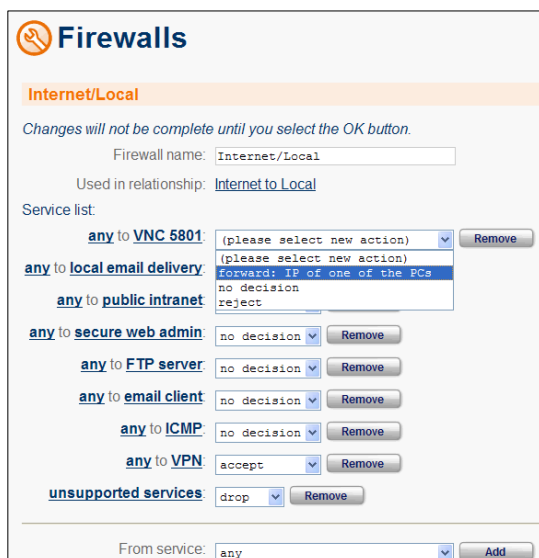 Firewalls
Internet/Local
Changes will not be complete until you select the OK button.
Firewall name: Internet/Local
Used in relationship: Internet to Local
Service list:
any to VNC 5801: (please select new action) Remove
(please select new action)
any to local email delivery: forward: IP of one of the PCs
no decision
any to public intranet: reject
any to secure web admin: no decision Remove
any to FTP server: no decision Remove
any to email client: no decision Remove
any to ICMP: no decision Remove
any to VPN: accept Remove
unsupported services: drop Remove
From service: any Add